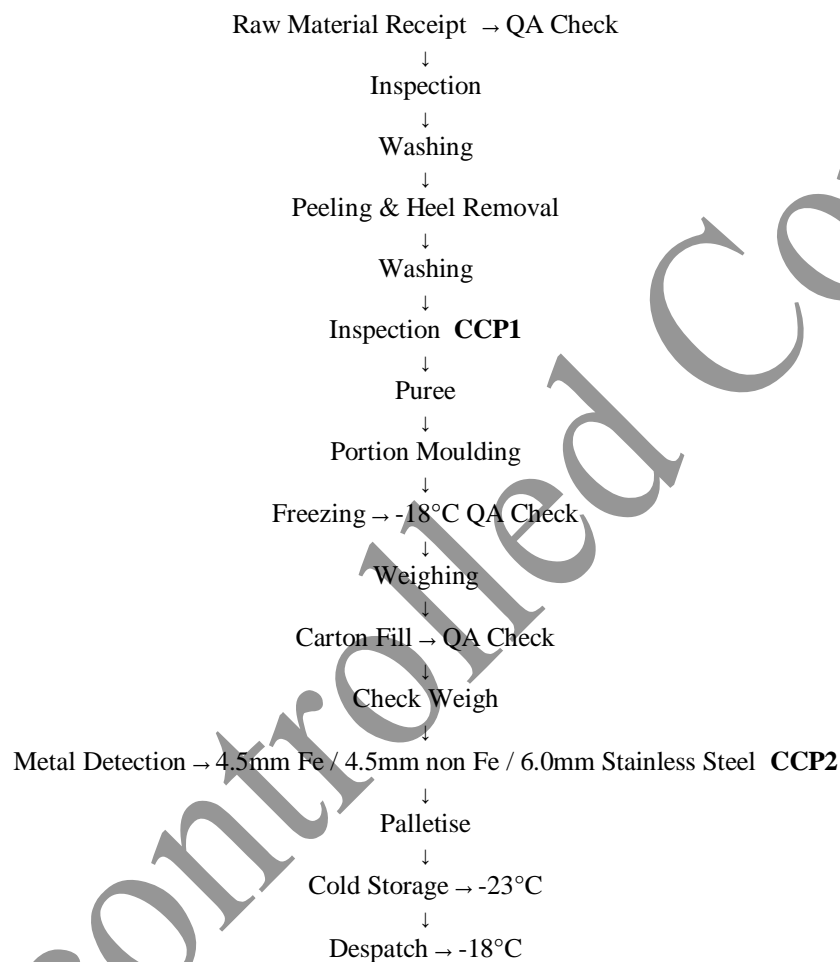 Raw Material Receipt → QA Check
↓
Inspection
↓
Washing
↓
Peeling & Heel Removal
↓
Washing
↓
Inspection CCP1
↓
Puree
↓
Portion Moulding
↓
Freezing → -18°C QA Check
↓
Weighing
↓
Carton Fill → QA Check
↓
Check Weigh
↓
Metal Detection → 4.5mm Fe / 4.5mm non Fe / 6.0mm Stainless Steel CCP2
↓
Palletise
↓
Cold Storage → -23°C
↓
Despatch → -18°C
ontrolled Co